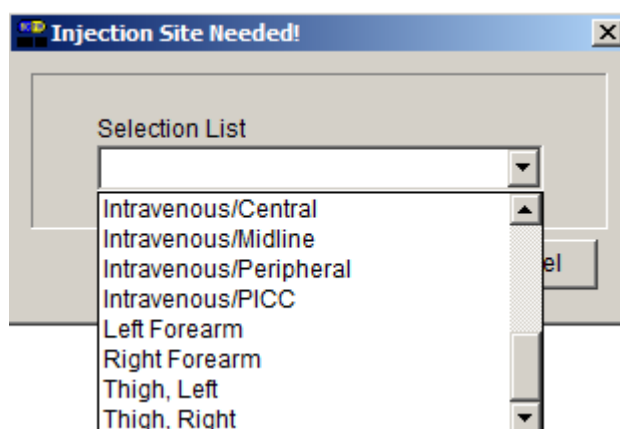 Injection Site Needed!
Selection List
Intravenous/Central
Intravenous/Midline
Intravenous/Peripheral
el
Intravenous/PICC
Left Forearm
Right Forearm
Thigh, Left
Thigh, Right